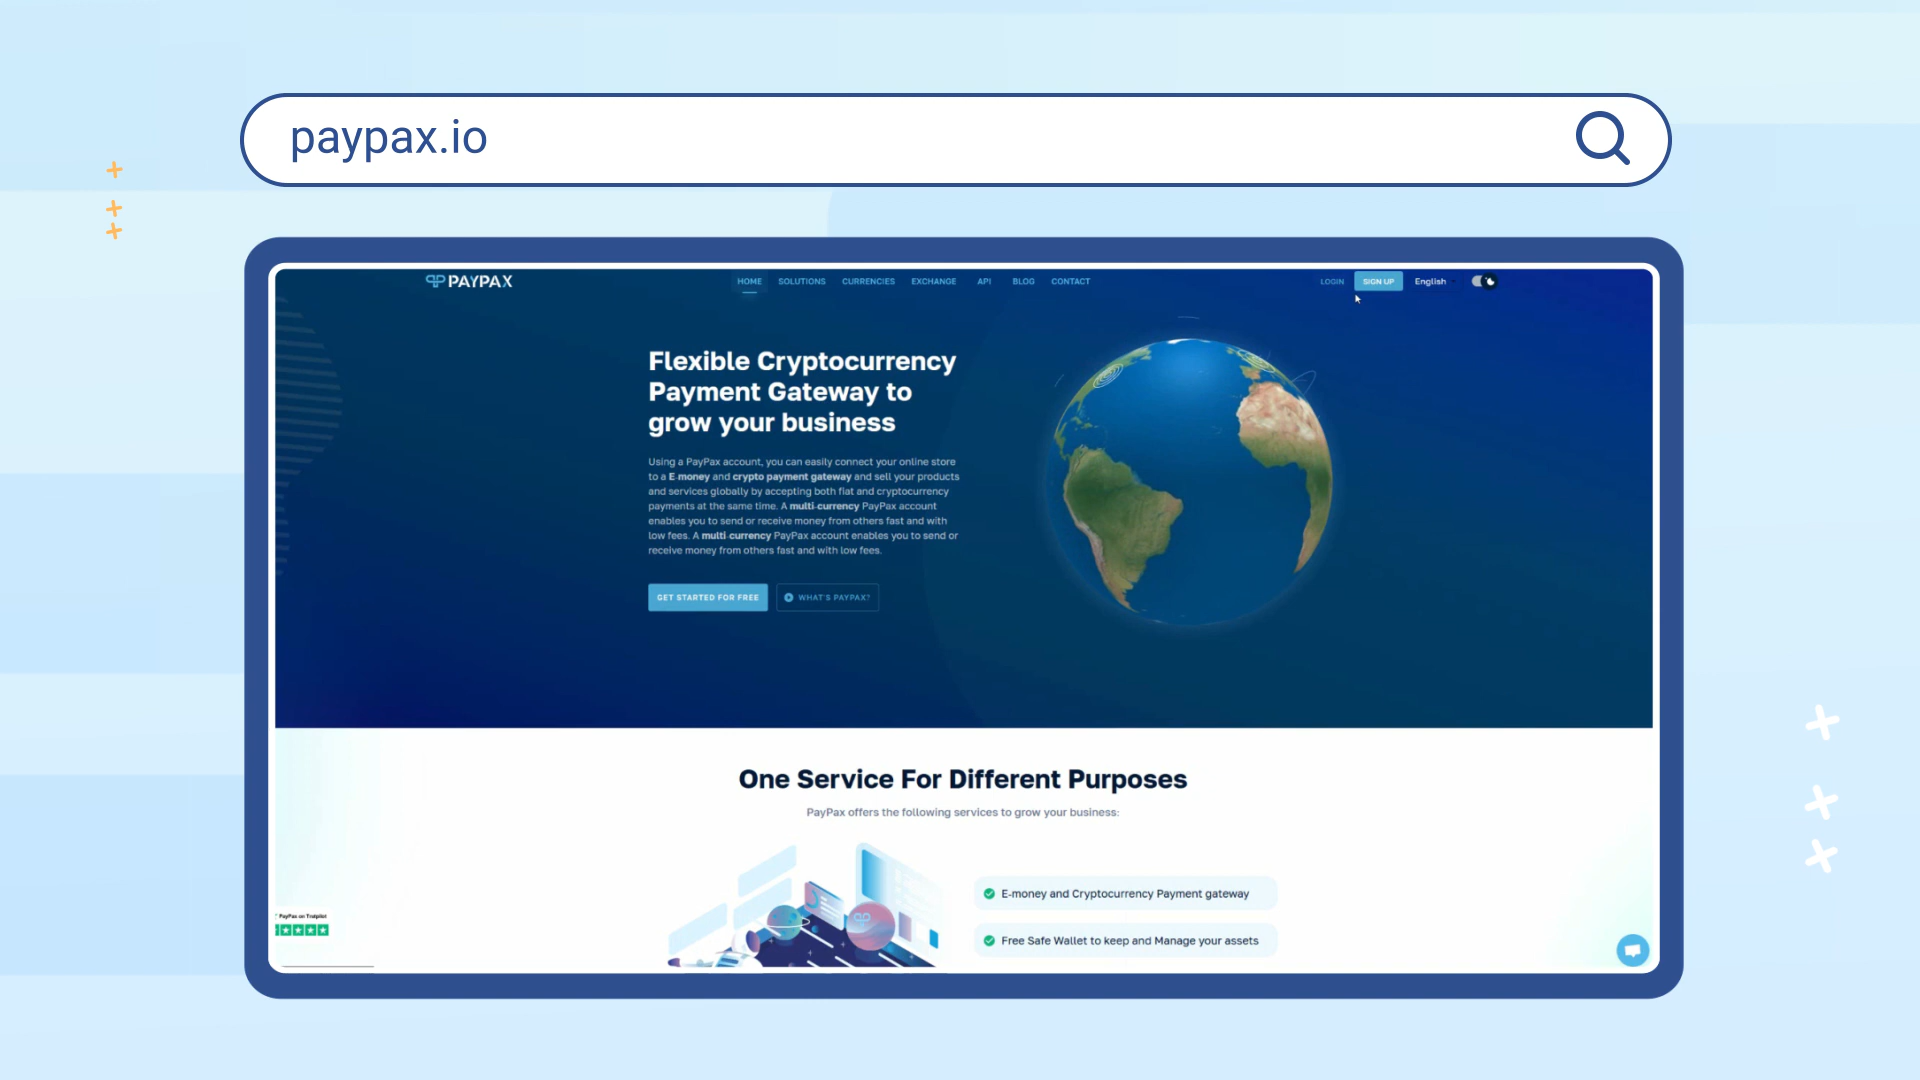 paypax.io
PAYPAX
HOME SOLUTIONS CURRENCIES EXCHANGE API BLOG CONTACT
LOGIN SIGN UP English
Flexible Cryptocurrency
Payment Gateway to
grow your business
Using a PayPax account, you can easily connect your online store
to a E-money and crypto payment gateway and sell your products
and services globally by accepting both fiat and cryptocurrency
payments at the same time. A multi-currency PayPax account
enables you to send or receive money from others fast and with
low fees. A multi-currency PayPax account enables you to send or
receive money from others fast and with low fees.
GET STARTED FOR FREE
WHAT'S PAYPAX?
One Service For Different Purposes
PayPax offers the following services to grow your business:
E-money and Cryptocurrency Payment gateway
Free Safe Wallet to keep and Manage your assets
PayPax on Trutpilot